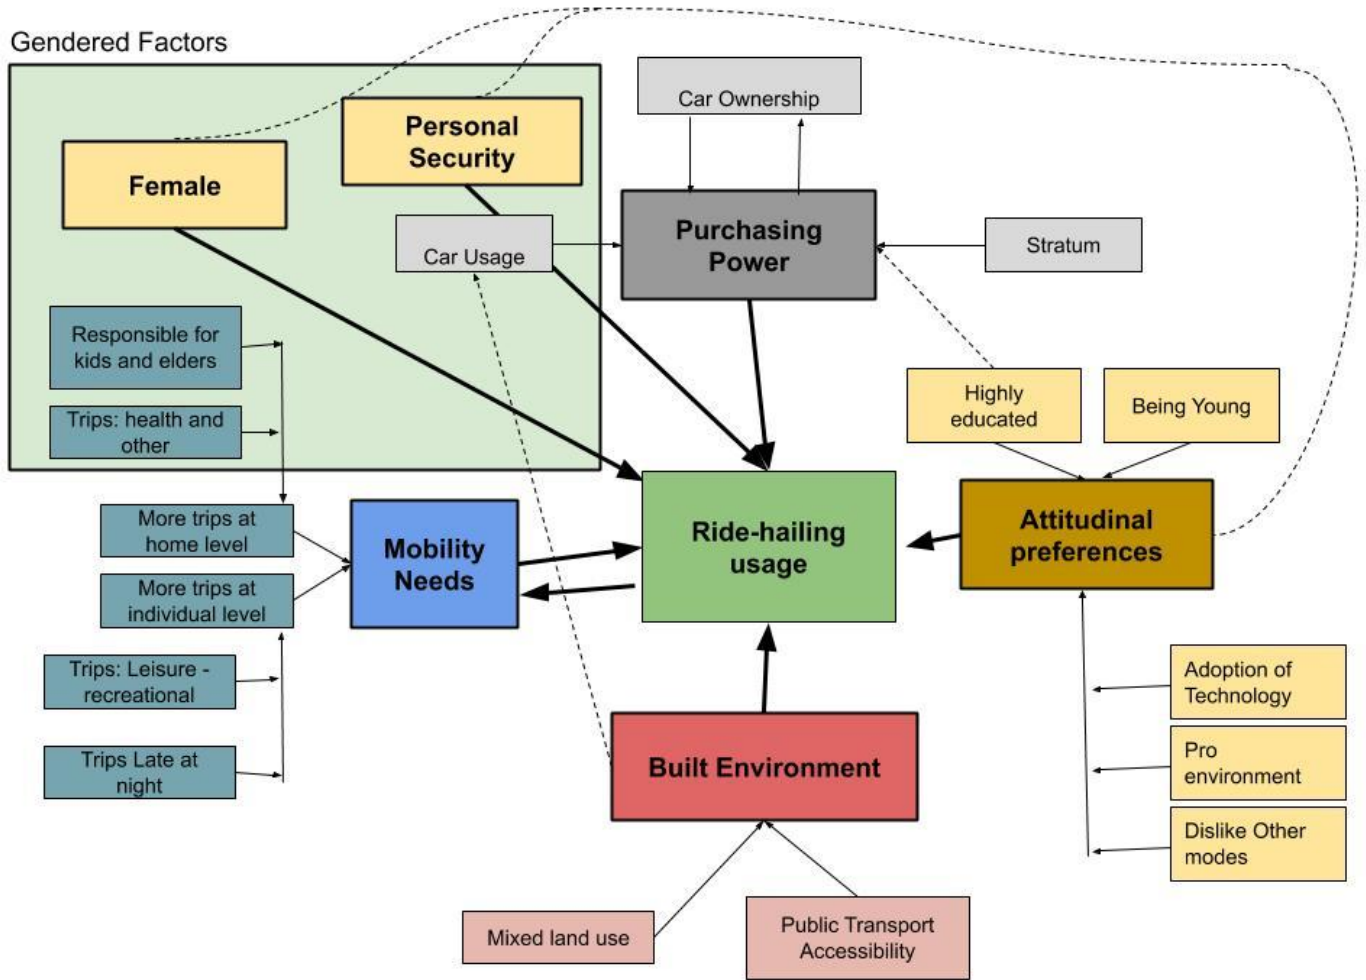 Gendered Factors
Car Ownership
Personal
Security
Female
Purchasing
Power
Car Usage
Stratum
Responsible for
kids and elders
Highly
educated
Being Young
Trips: health and
other
More trips at
home level
Mobility
Needs
Ride-hailing
usage
Attitudinal
preferences
More trips at
individual level
Trips: Leisure -
recreational
Adoption of
Technology
Trips Late at
night
Built Environment
Pro
environment
Dislike Other
modes
Mixed land use
Public Transport
Accessibility